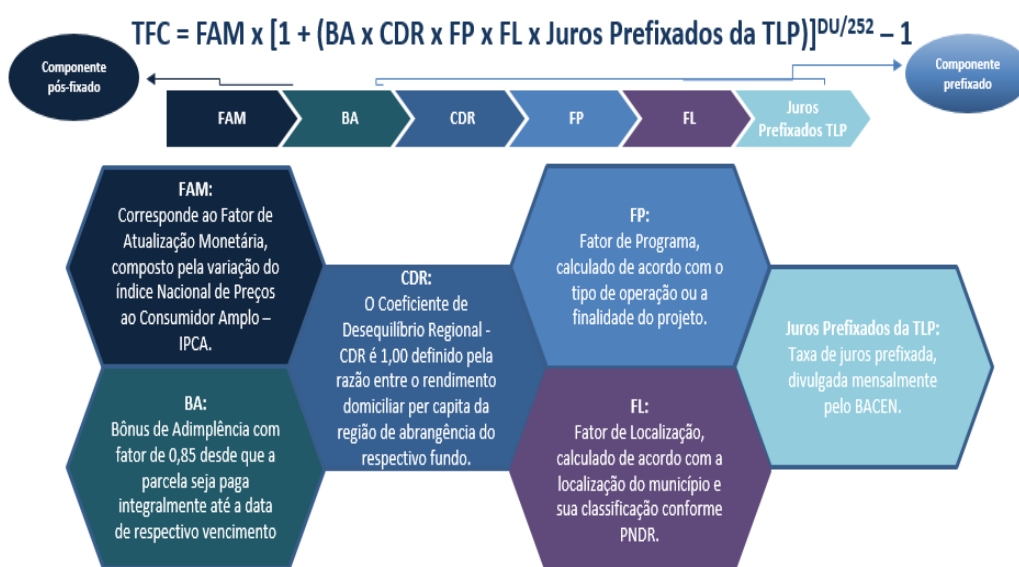 TFC = FAM x [1 + (BA x CDR x FP x FL x Juros Prefixados da TLP)]^DU/252 – 1
Componente
pós-fixado
Componente
prefixado
FAM
BA
CDR
FP
FL
Juros
Prefixados TLP
FAM:
Corresponde ao Fator de
Atualização Monetária,
composto pela variação do
índice Nacional de Preços
ao Consumidor Amplo –
IPCA.
BA:
Bônus de Adimplência com
fator de 0,85 desde que a
parcela seja paga
integralmente até a data
de respectivo vencimento
CDR:
O Coeficiente de
Desequilíbrio Regional -
CDR é 1,00 definido pela
razão entre o rendimento
domiciliar per capita da
região de abrangência do
respectivo fundo.
FP:
Fator de Programa,
calculado de acordo com o
tipo de operação ou a
finalidade do projeto.
FL:
Fator de Localização,
calculado de acordo com a
localização do município e
sua classificação conforme
PNDR.
Juros Prefixados da TLP:
Taxa de juros prefixada,
divulgada mensalmente
pelo BACEN.